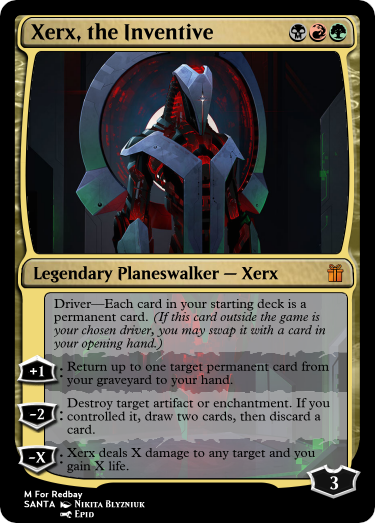 Xerx, the Inventive
Legendary Planeswalker — Xerx
Driver—Each card in your starting deck is a
permanent card. (If this card outside the game is
your chosen driver, you may swap it with a card in
your opening hand.)
+1: Return up to one target permanent card from
your graveyard to your hand.
-2: Destroy target artifact or enchantment. If you
controlled it, draw two cards, then discard a
card.
-X: Xerx deals X damage to any target and you
gain X life.
3
M For Redbay
SANTA Nikita Blyzniuk
Epid